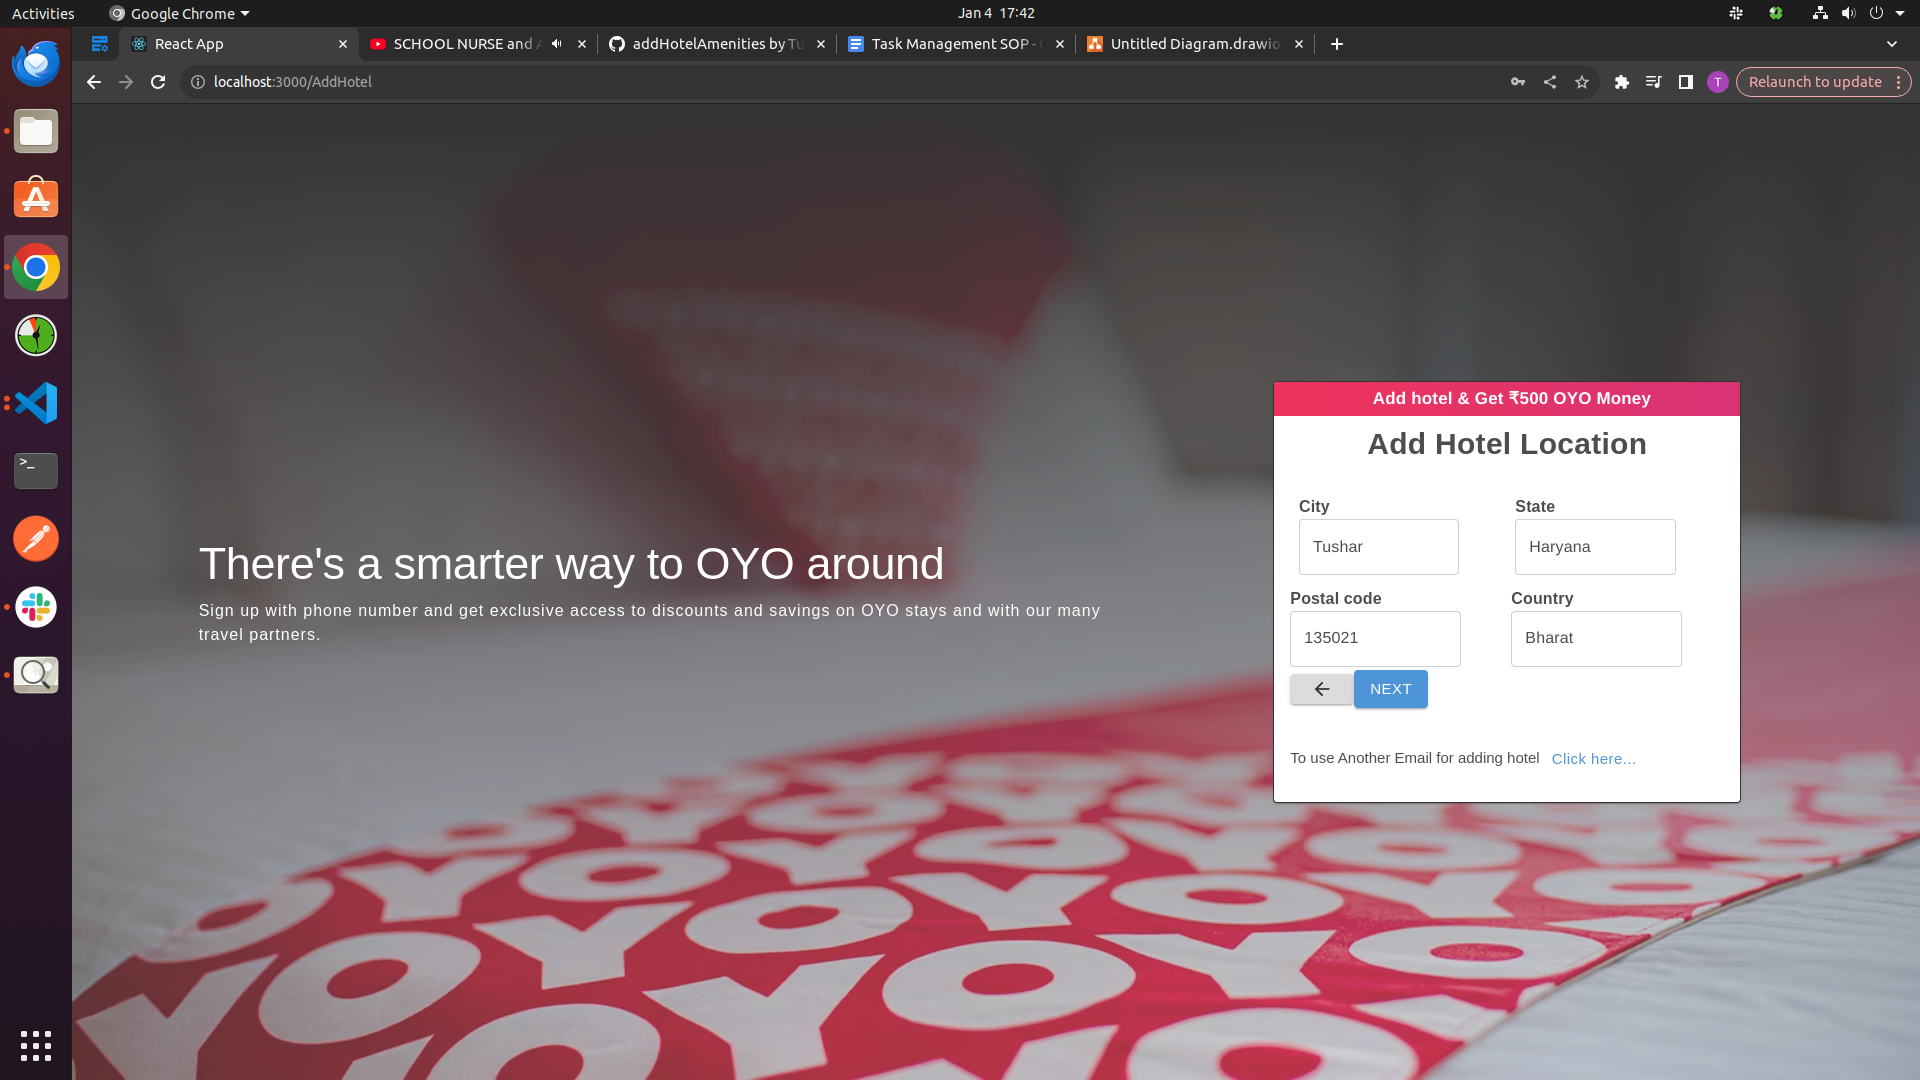 Activities
Google Chrome
Jan 4 17:42
React App
SCHOOL NURSE and A
addHotelAmenities by Tu
Task Management SOP - G
Untitled Diagram.drawio
localhost:3000/AddHotel
T
Relaunch to update
Add hotel & Get ₹500 OYO Money
Add Hotel Location
City
State
Tushar
Haryana
Postal code
Country
135021
Bharat
NEXT
To use Another Email for adding hotel Click here...
There's a smarter way to OYO around
Sign up with phone number and get exclusive access to discounts and savings on OYO stays and with our many
travel partners.